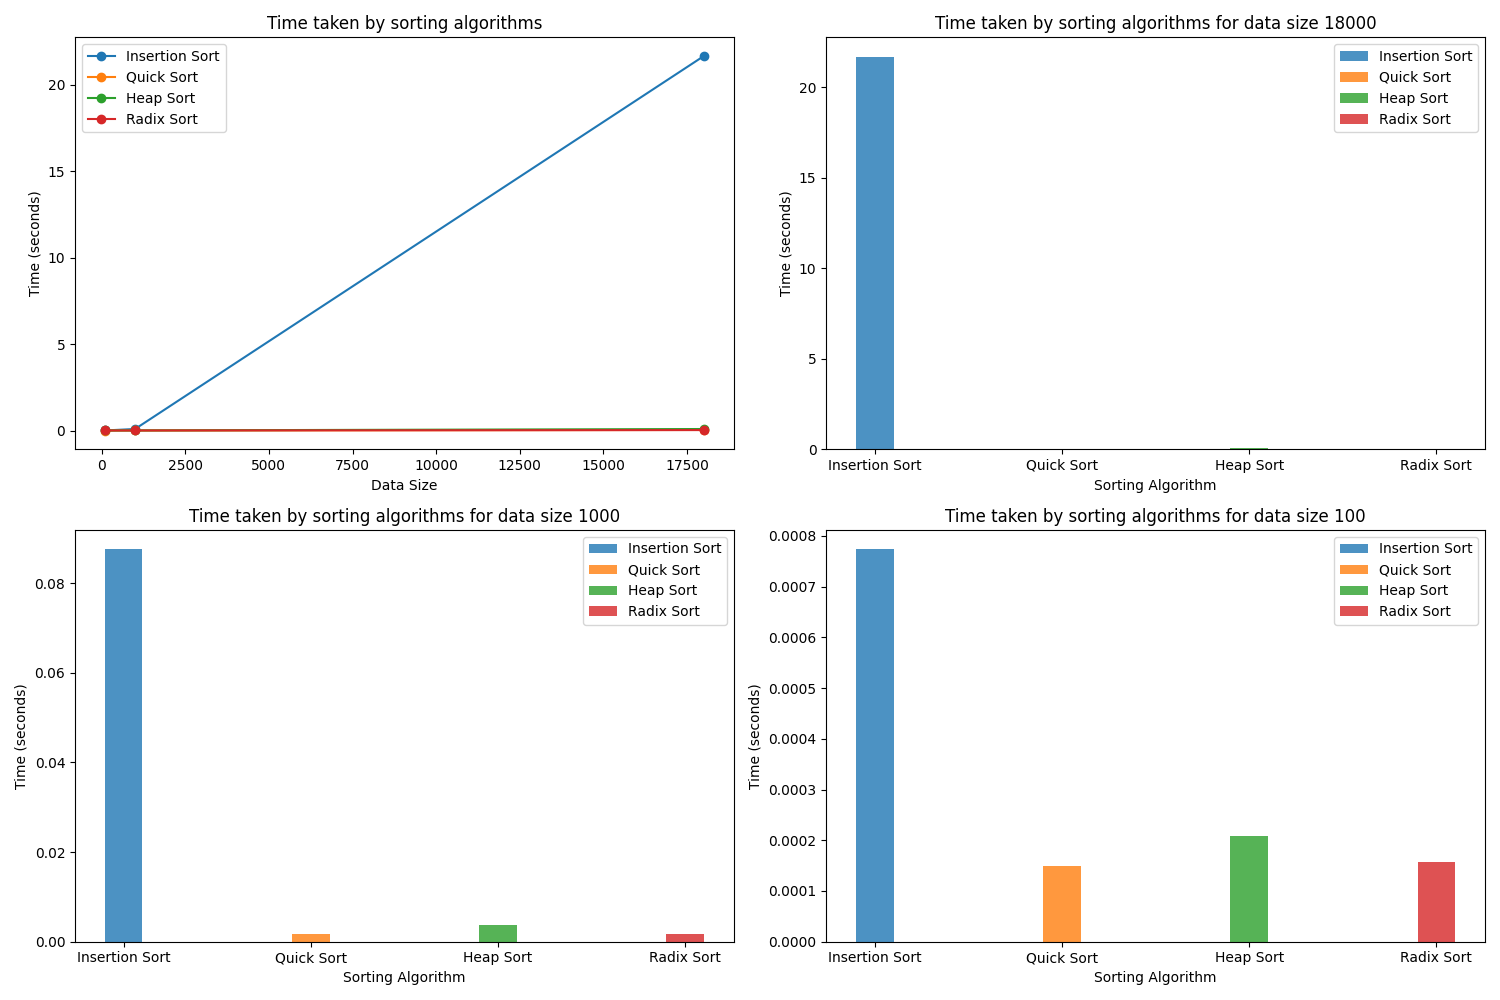 Time taken by sorting algorithms
Insertion Sort
Quick Sort
Heap Sort
Radix Sort
20
15
10
5
0
Time (seconds)
0 2500 5000 7500 10000 12500 15000 17500
Data Size
Time taken by sorting algorithms for data size 18000
Insertion Sort
Quick Sort
Heap Sort
Radix Sort
20
15
10
5
0
Time (seconds)
Insertion Sort Quick Sort Heap Sort Radix Sort
Sorting Algorithm
Time taken by sorting algorithms for data size 1000
Insertion Sort
Quick Sort
Heap Sort
Radix Sort
0.08
0.06
0.04
0.02
0.00
Time (seconds)
Insertion Sort Quick Sort Heap Sort Radix Sort
Sorting Algorithm
Time taken by sorting algorithms for data size 100
Insertion Sort
Quick Sort
Heap Sort
Radix Sort
0.0008
0.0007
0.0006
0.0005
0.0004
0.0003
0.0002
0.0001
0.0000
Time (seconds)
Insertion Sort Quick Sort Heap Sort Radix Sort
Sorting Algorithm